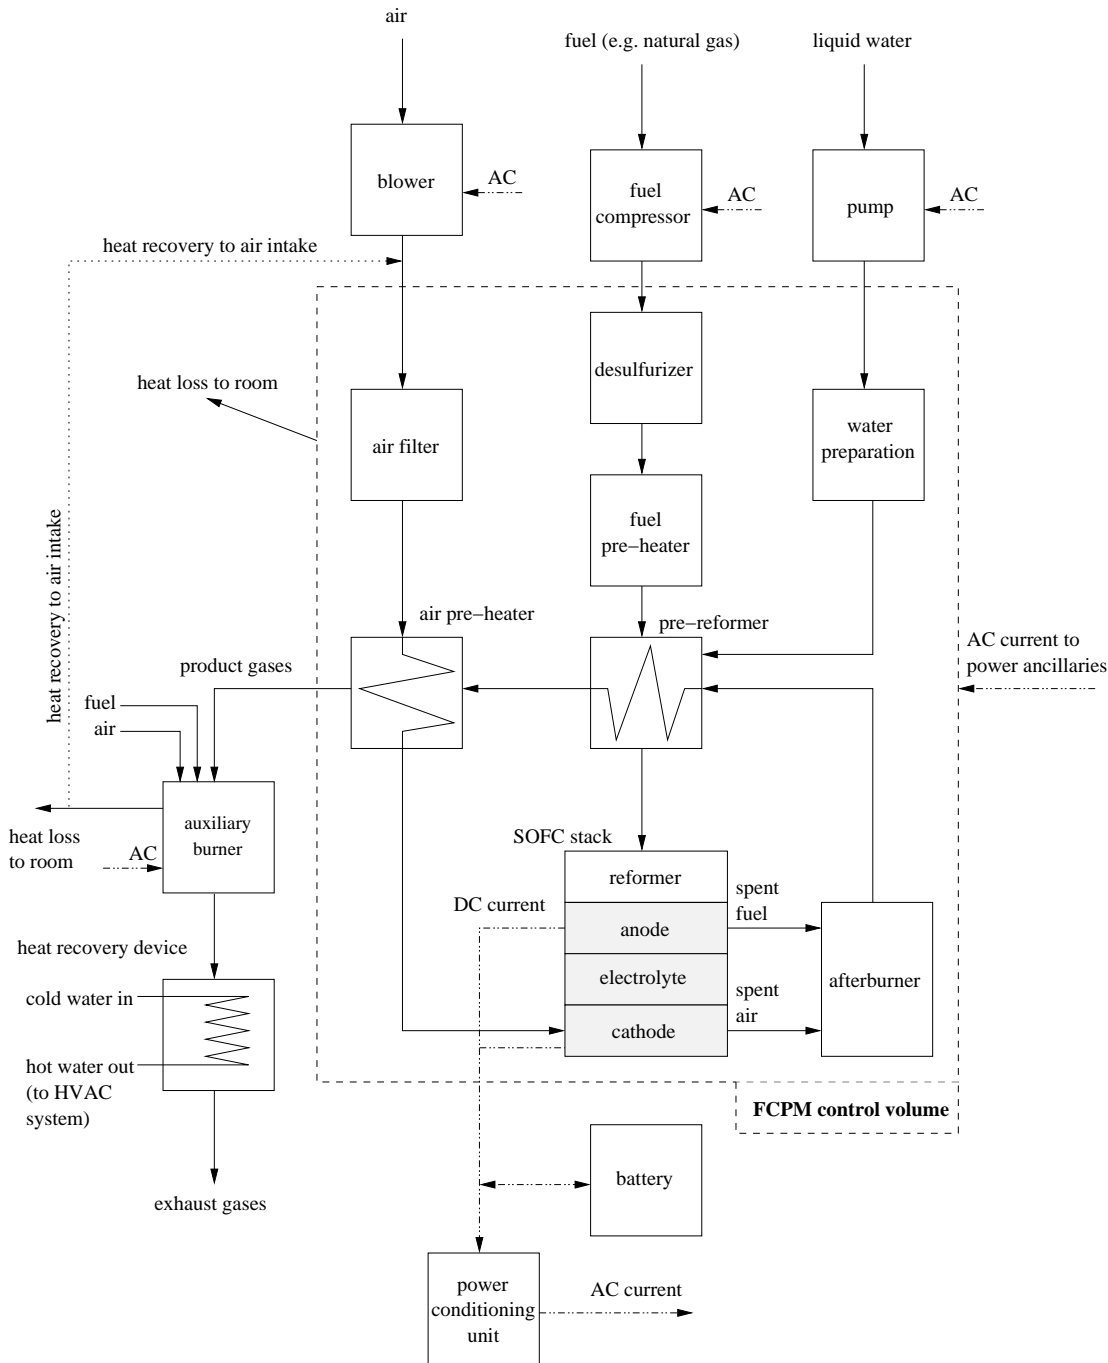 air
fuel (e.g. natural gas)
liquid water
blower
AC
fuel
compressor
AC
pump
AC
heat recovery to air intake
desulfurizer
heat loss to room
air filter
water
preparation
fuel
pre−heater
heat recovery to air intake
air pre−heater
pre−reformer
AC current to
power ancillaries
product gases
fuel
air
auxiliary
burner
heat loss
to room
AC
SOFC stack
reformer
DC current
anode
spent
fuel
electrolyte
afterburner
spent
air
cathode
heat recovery device
cold water in
hot water out
(to HVAC
system)
FCPM control volume
exhaust gases
battery
power
conditioning
unit
AC current